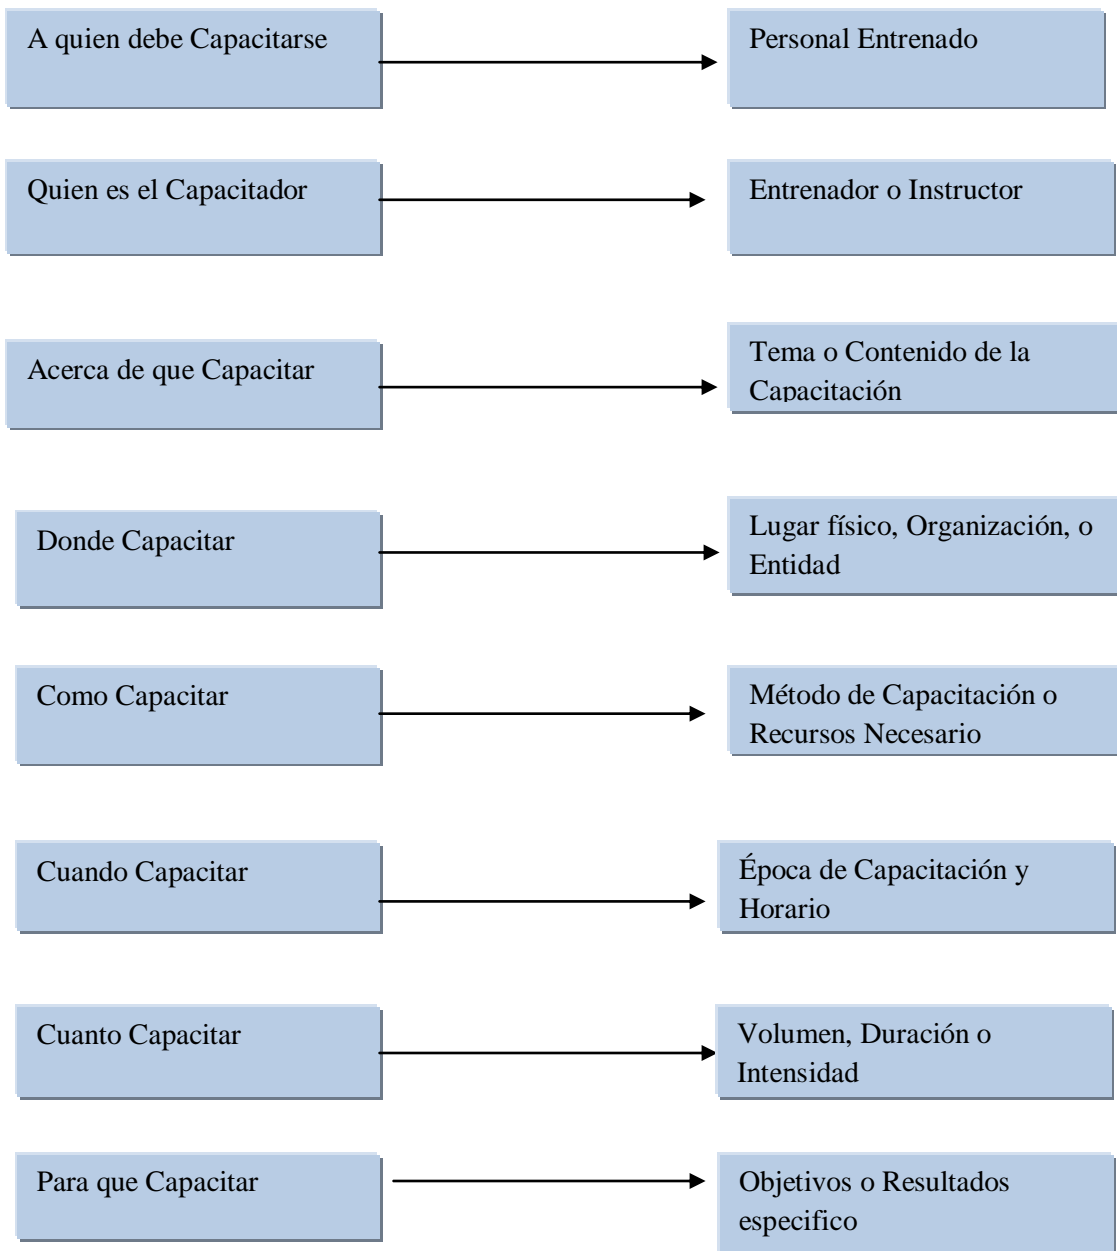 A quien debe Capacitarse
Personal Entrenado
Quien es el Capacitador
Entrenador o Instructor
Acerca de que Capacitar
Tema o Contenido de la
Capacitación
Donde Capacitar
Lugar físico, Organización, o
Entidad
Como Capacitar
Método de Capacitación o
Recursos Necesario
Cuando Capacitar
Época de Capacitación y
Horario
Cuanto Capacitar
Volumen, Duración o
Intensidad
Para que Capacitar
Objetivos o Resultados
especifico